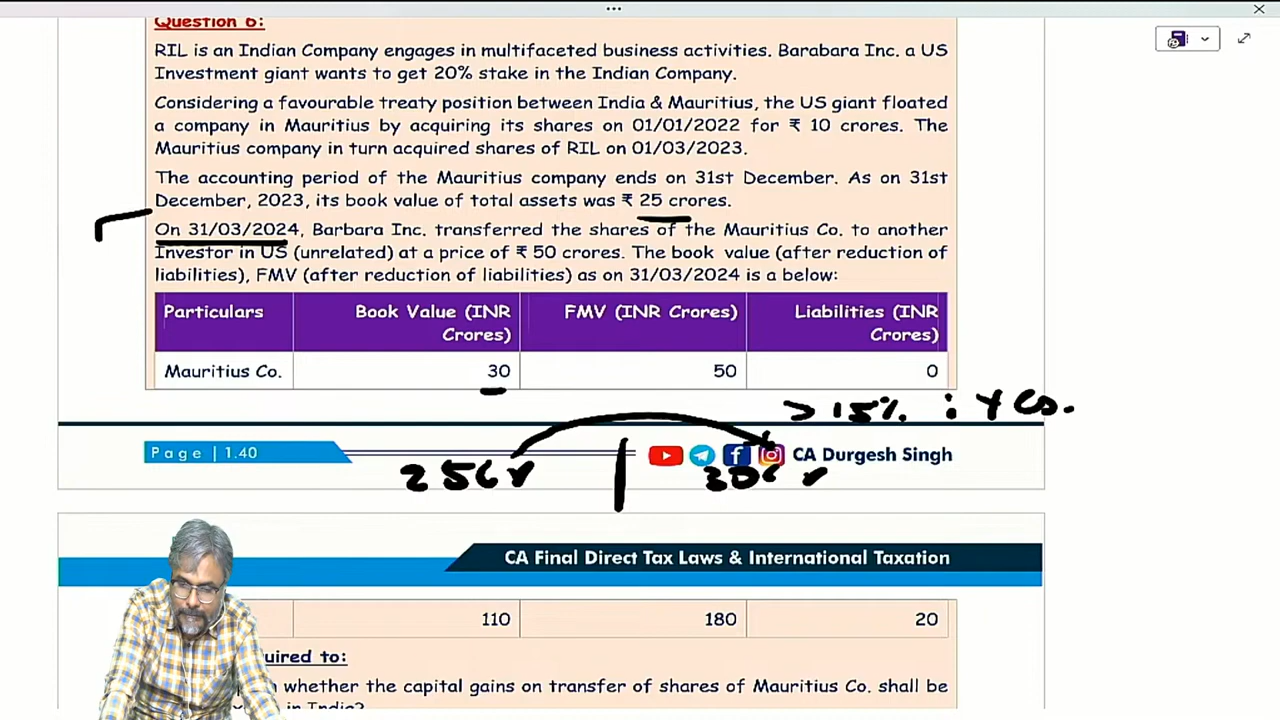 Question 6:
RIL is an Indian Company engages in multifaceted business activities. Barabara Inc. a US
Investment giant wants to get 20% stake in the Indian Company.
Considering a favourable treaty position between India & Mauritius, the US giant floated
a company in Mauritius by acquiring its shares on 01/01/2022 for ₹ 10 crores. The
Mauritius company in turn acquired shares of RIL on 01/03/2023.
The accounting period of the Mauritius company ends on 31st December. As on 31st
December, 2023, its book value of total assets was ₹ 25 crores.
On 31/03/2024, Barbara Inc. transferred the shares of the Mauritius Co. to another
Investor in US (unrelated) at a price of ₹ 50 crores. The book value (after reduction of
liabilities), FMV (after reduction of liabilities) as on 31/03/2024 is a below:
Particulars Book Value (INR Crores) FMV (INR Crores) Liabilities (INR Crores)
Mauritius Co. 30 50 0
> 15% : Yes.
Page | 1.40 CA Durgesh Singh
25Cr 30Cr
CA Final Direct Tax Laws & International Taxation
110 180 20
uired to:
whether the capital gains on transfer of shares of Mauritius Co. shall be
in India?